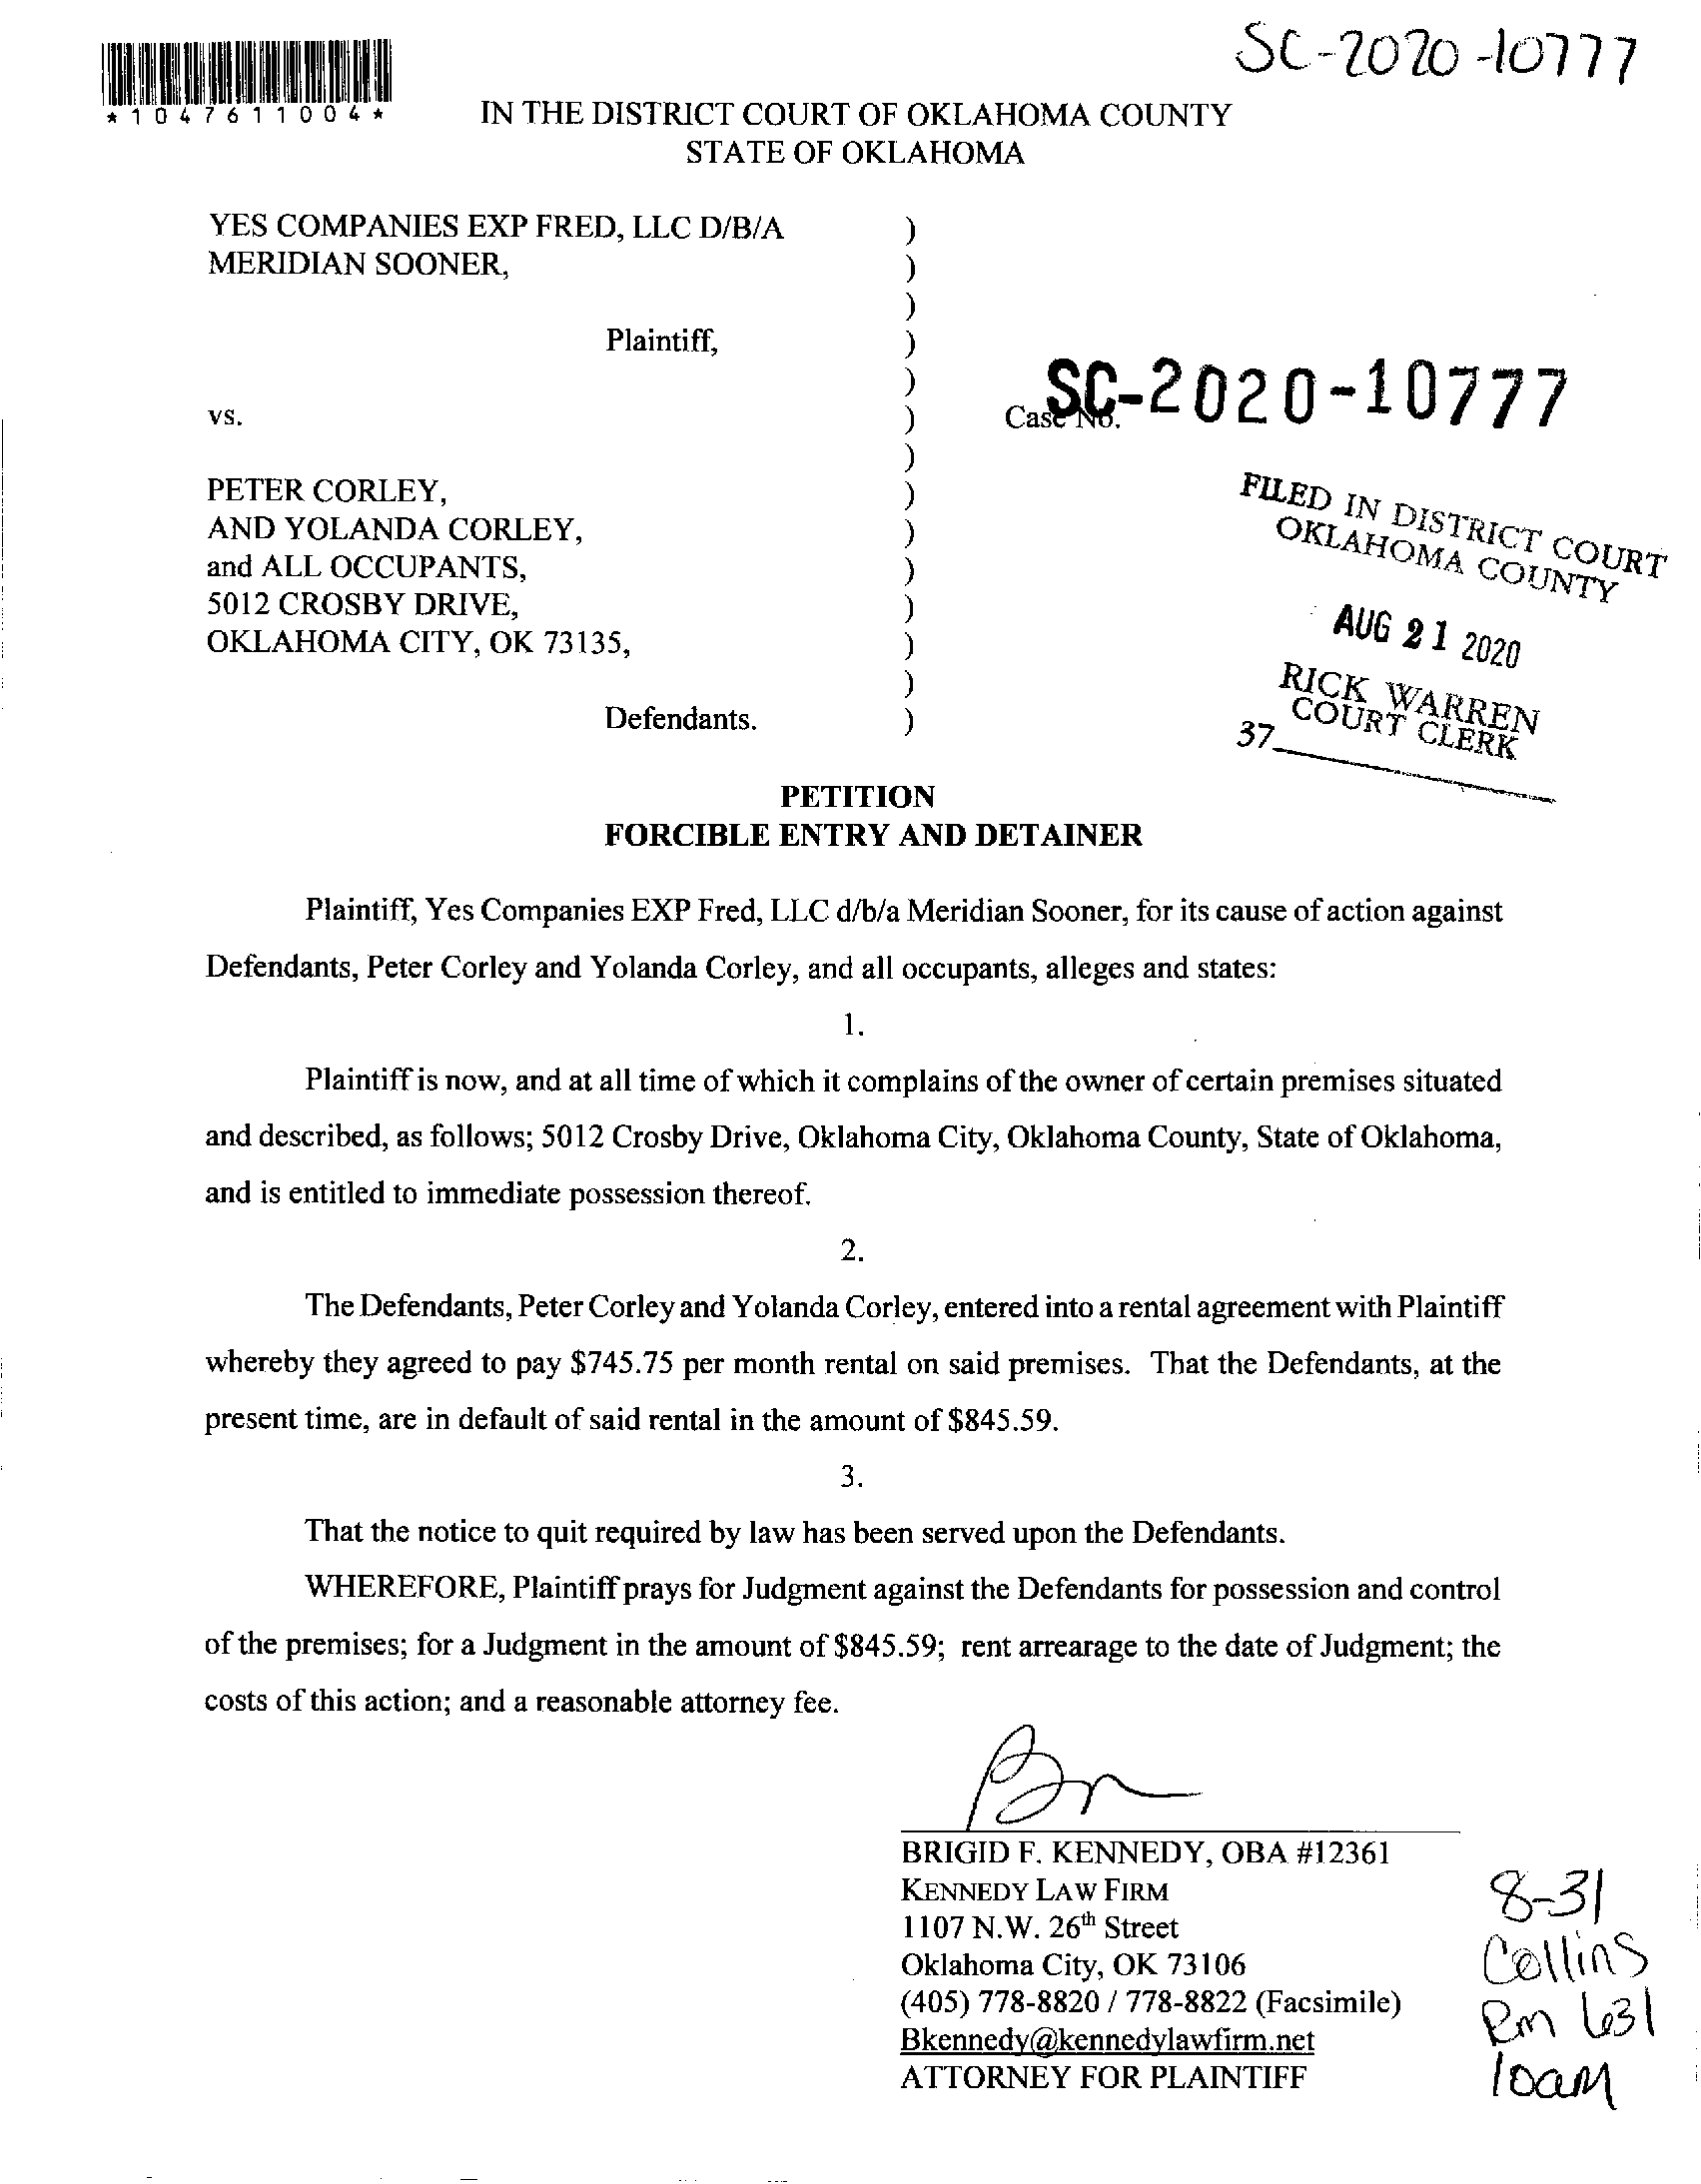 SC-2020-10777
*1047611004*
IN THE DISTRICT COURT OF OKLAHOMA COUNTY
STATE OF OKLAHOMA
YES COMPANIES EXP FRED, LLC D/B/A )
MERIDIAN SOONER, )
)
Plaintiff, )
)
vs. ) Case No. SC-2020-10777
)
PETER CORLEY, )
AND YOLANDA CORLEY, )
and ALL OCCUPANTS, )
5012 CROSBY DRIVE, )
OKLAHOMA CITY, OK 73135, )
)
Defendants. )
FILED IN DISTRICT COURT
OKLAHOMA COUNTY
AUG 21 2020
RICK WARREN
COURT CLERK
37
PETITION
FORCIBLE ENTRY AND DETAINER
Plaintiff, Yes Companies EXP Fred, LLC d/b/a Meridian Sooner, for its cause of action against
Defendants, Peter Corley and Yolanda Corley, and all occupants, alleges and states:
1.
Plaintiff is now, and at all time of which it complains of the owner of certain premises situated
and described, as follows; 5012 Crosby Drive, Oklahoma City, Oklahoma County, State of Oklahoma,
and is entitled to immediate possession thereof.
2.
The Defendants, Peter Corley and Yolanda Corley, entered into a rental agreement with Plaintiff
whereby they agreed to pay $745.75 per month rental on said premises. That the Defendants, at the
present time, are in default of said rental in the amount of $845.59.
3.
That the notice to quit required by law has been served upon the Defendants.
WHEREFORE, Plaintiff prays for Judgment against the Defendants for possession and control
of the premises; for a Judgment in the amount of $845.59; rent arrearage to the date of Judgment; the
costs of this action; and a reasonable attorney fee.
BRIGID F. KENNEDY, OBA #12361
KENNEDY LAW FIRM
1107 N.W. 26th Street
Oklahoma City, OK 73106
(405) 778-8820 / 778-8822 (Facsimile)
Bkennedy@kennedylawfirm.net
ATTORNEY FOR PLAINTIFF
8-31
Collins
Rm 631
10am